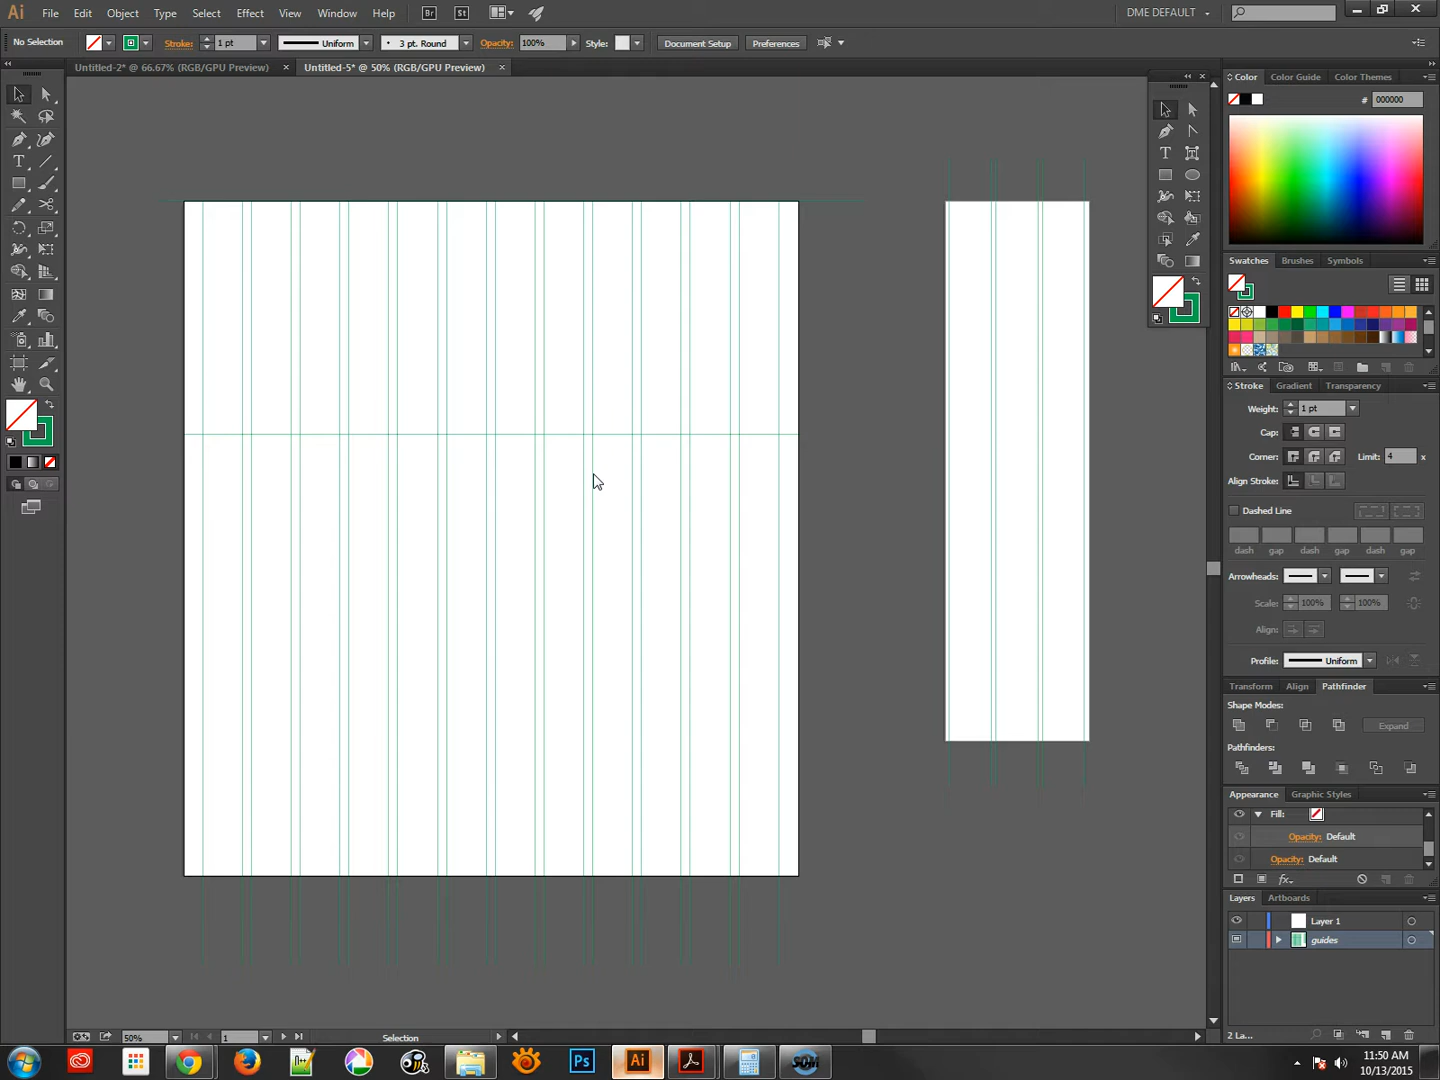 Ai File Edit Object Type Select Effect View Window Help Br St DME DEFAULT
No Selection Stroke: 1 pt Uniform 3 pt. Round Opacity: 100% Style: Document Setup Preferences
Untitled-2* @ 66.67% (RGB/GPU Preview) × Untitled-5* @ 50% (RGB/GPU Preview) ×
Color Color Guide Color Themes
# 000000
Swatches Brushes Symbols
Stroke Gradient Transparency
Weight: 1 pt
Cap:
Corner: Limit: 4 x
Align Stroke:
Dashed Line
dash gap dash gap dash gap
Arrowheads:
Scale: 100% 100%
Align:
Profile: Uniform
Transform Align Pathfinder
Shape Modes:
Expand
Pathfinders:
Appearance Graphic Styles
Fill:
Opacity: Default
Opacity: Default
fx
Layers Artboards
Layer 1
guides
2 La...
50% 1 Selection
Ps Ai SOM
11:50 AM
10/13/2015